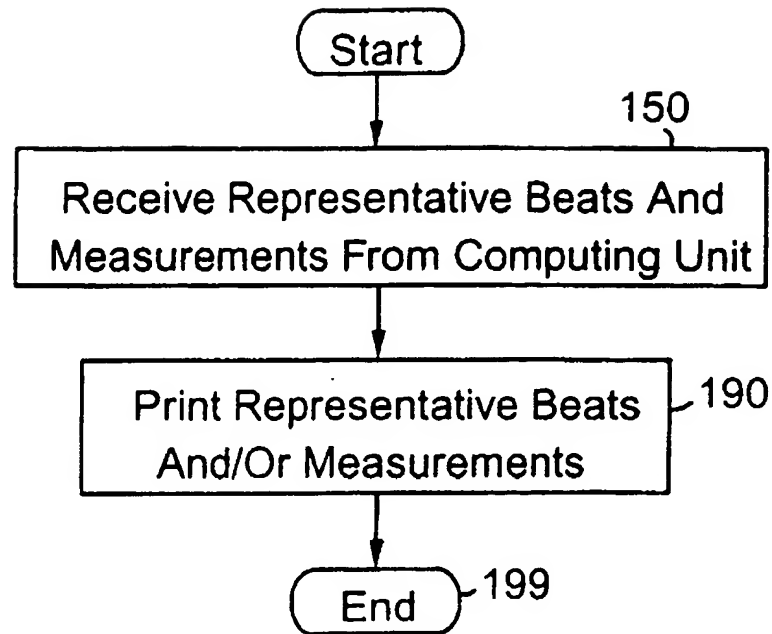 Start
150
Receive Representative Beats And
Measurements From Computing Unit
Print Representative Beats
And/Or Measurements
190
End
199